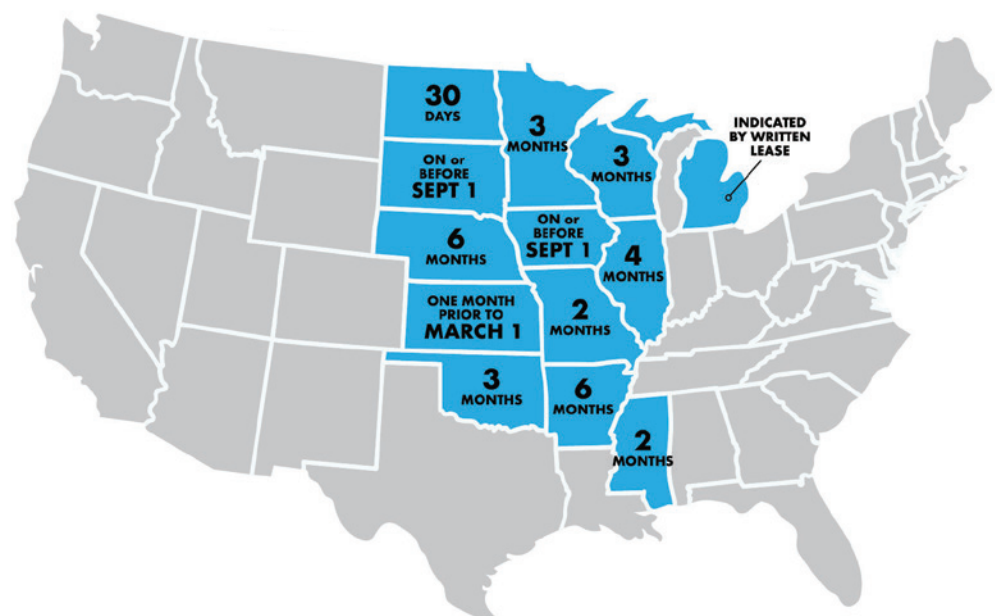 30
DAYS
3
MONTHS
3
MONTHS
INDICATED
BY WRITTEN
LEASE
ON or
BEFORE
SEPT 1
6
MONTHS
ON or
BEFORE
SEPT 1
4
MONTHS
ONE MONTH
PRIOR TO
MARCH 1
2
MONTHS
3
MONTHS
6
MONTHS
2
MONTHS